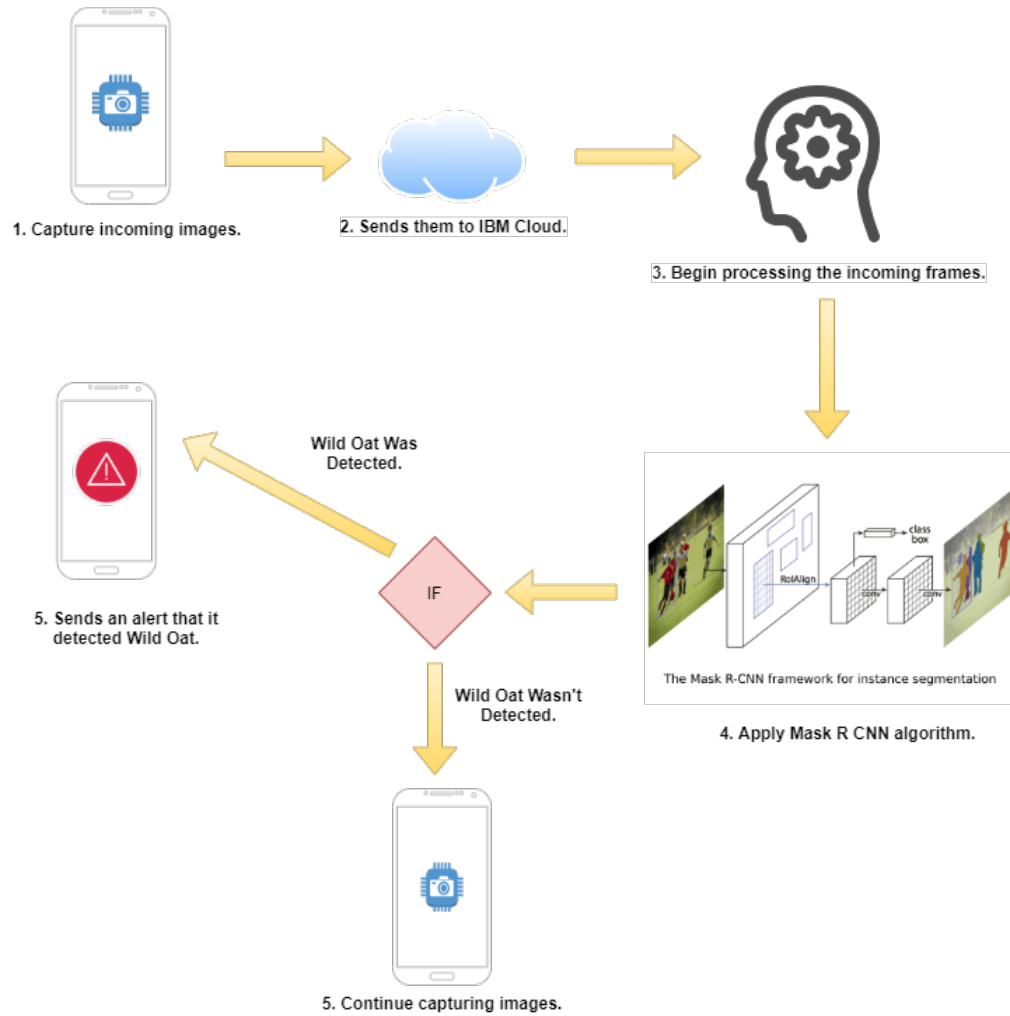 1. Capture incoming images.
2. Sends them to IBM Cloud.
3. Begin processing the incoming frames.
Wild Oat Was
Detected.
5. Sends an alert that it
detected Wild Oat.
IF
RoIAlign
conv
conv
class
box
The Mask R-CNN framework for instance segmentation
4. Apply Mask R CNN algorithm.
Wild Oat Wasn't
Detected.
5. Continue capturing images.